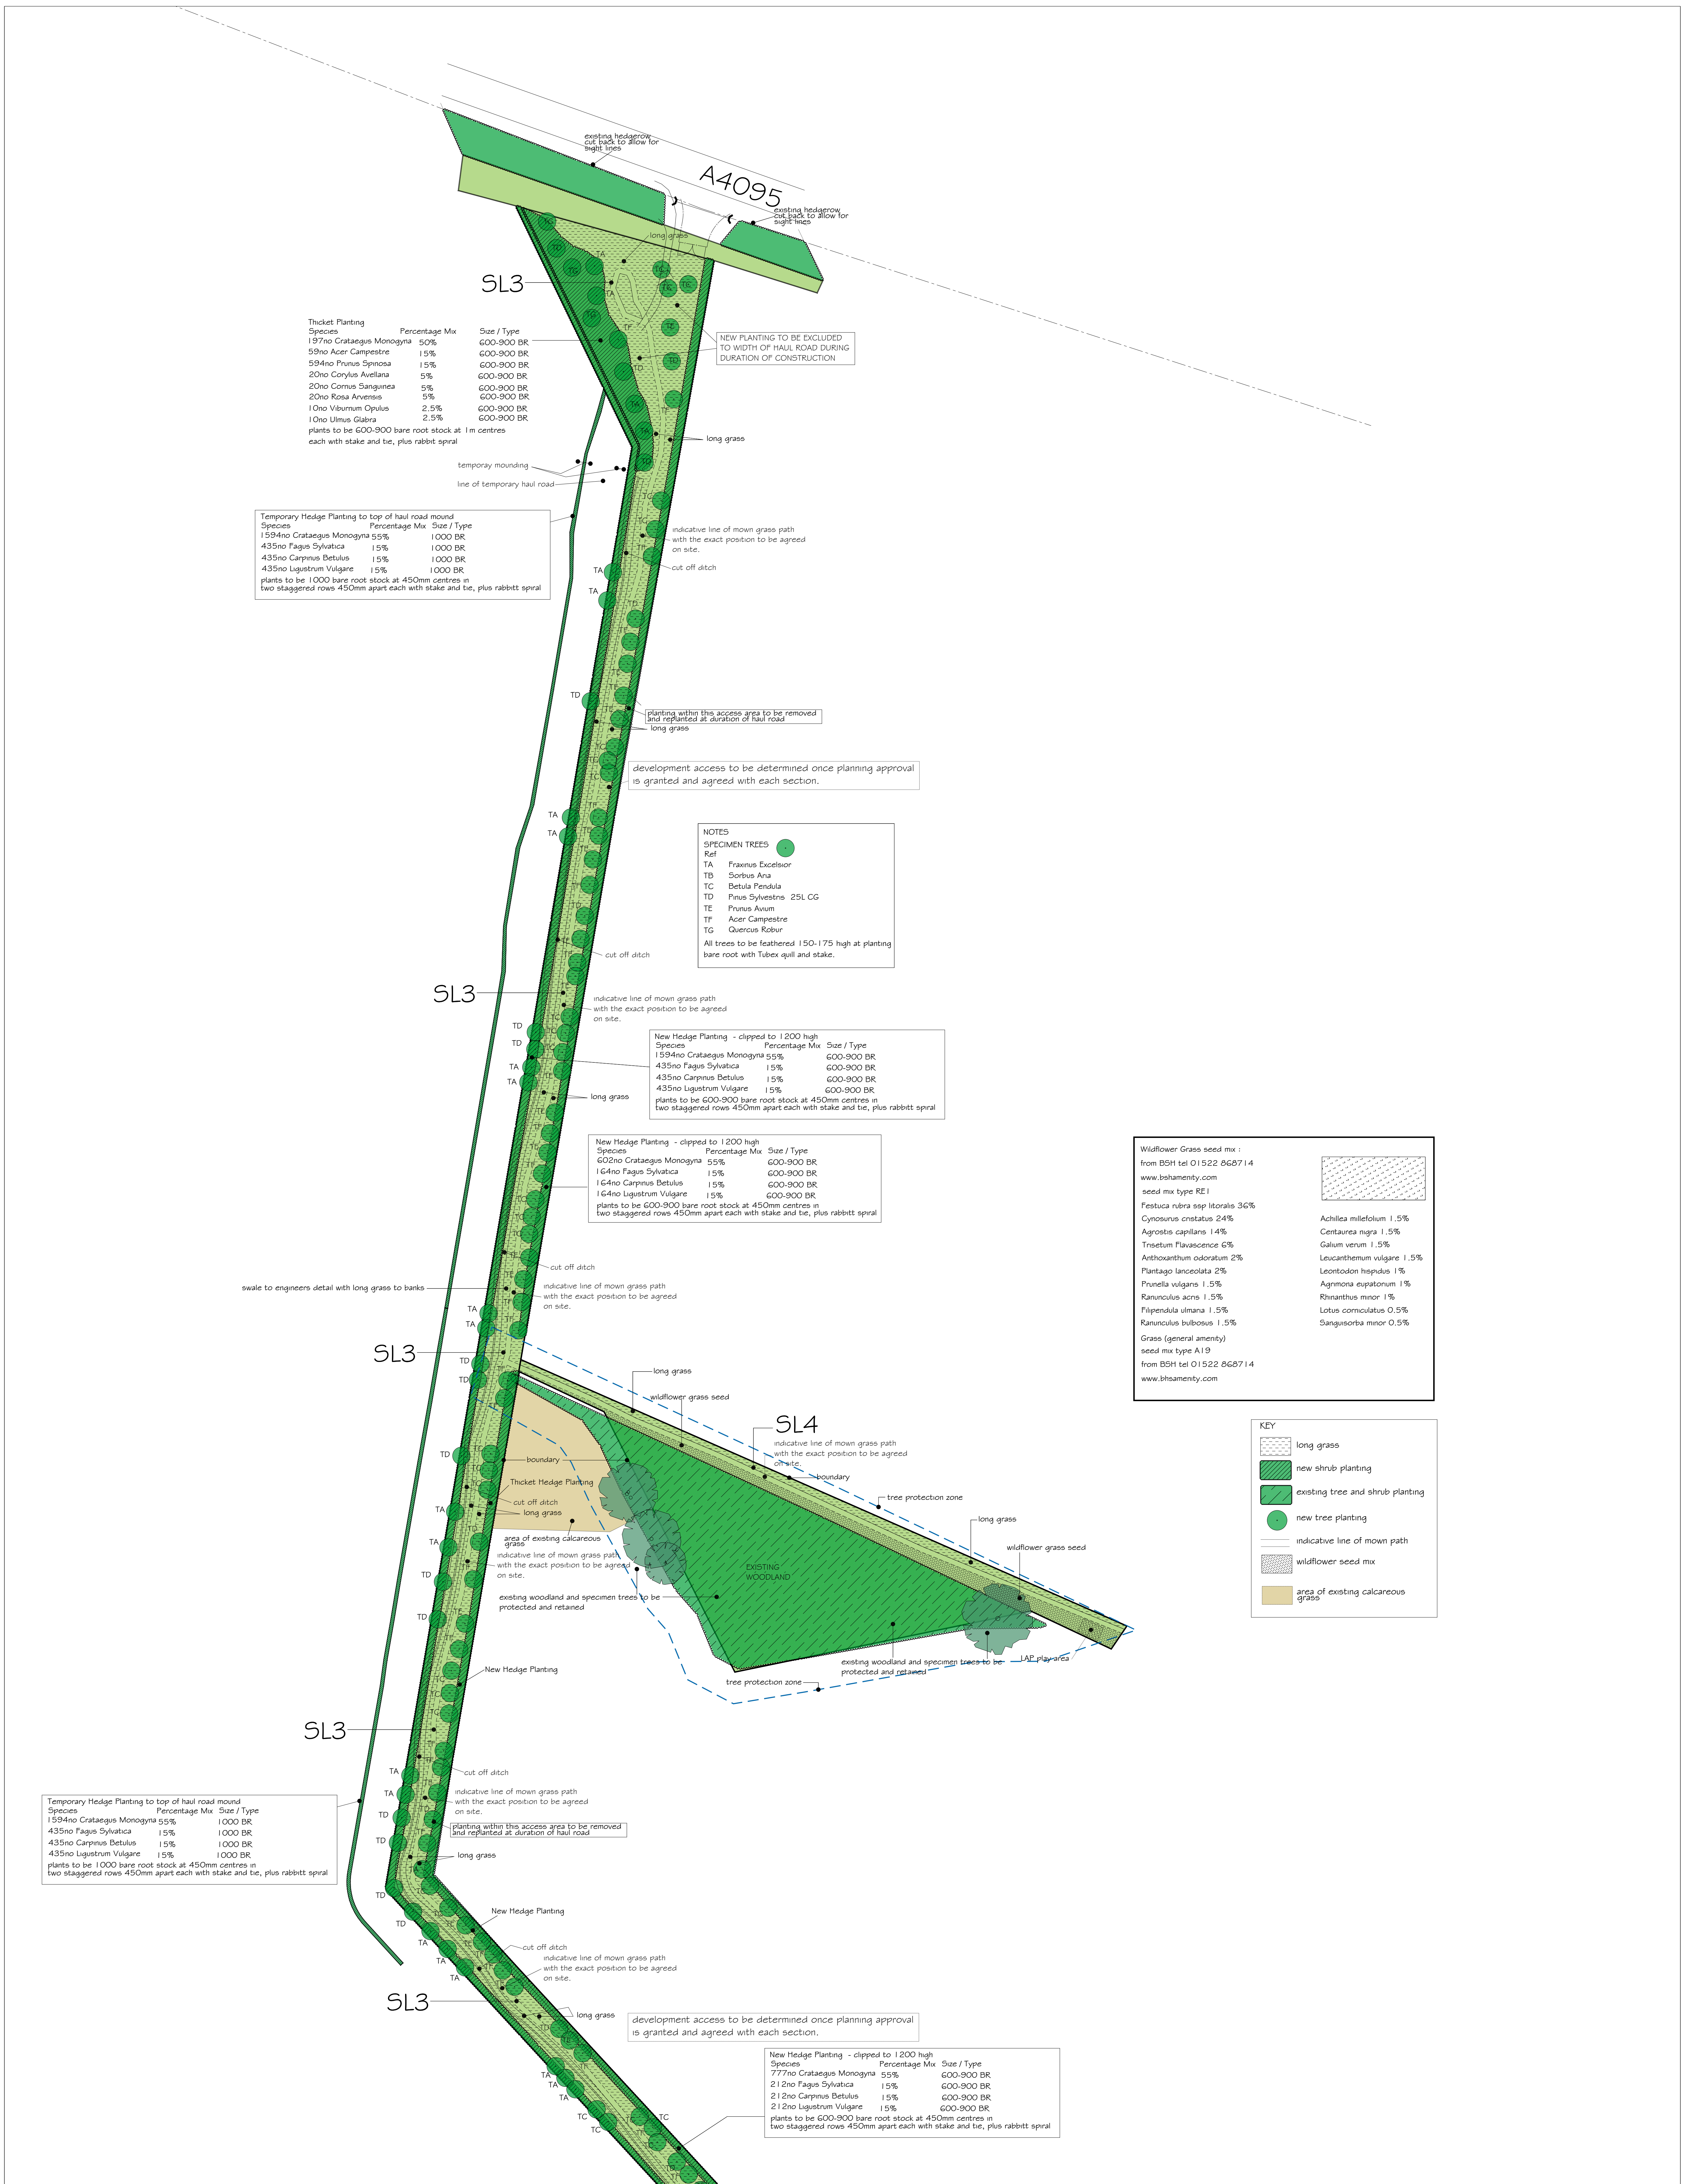 existing hedgerow
cut back to allow for
sight lines
A4095
existing hedgerow
cut back to allow for
sight lines
long grass
SL3
NEW PLANTING TO BE EXCLUDED
TO WIDTH OF HAUL ROAD DURING
DURATION OF CONSTRUCTION
Thicket Planting
Species Percentage Mix Size / Type
197no Crataegus Monogyna 50% 600-900 BR
59no Acer Campestre 15% 600-900 BR
594no Prunus Spinosa 15% 600-900 BR
20no Corylus Avellana 5% 600-900 BR
20no Cornus Sanguinea 5% 600-900 BR
20no Rosa Arvensis 5% 600-900 BR
10no Viburnum Opulus 2.5% 600-900 BR
10no Ulmus Glabra 2.5% 600-900 BR
plants to be 600-900 bare root stock at 1m centres
each with stake and tie, plus rabbit spiral
long grass
temporay mounding
line of temporary haul road
Temporary Hedge Planting to top of haul road mound
Species Percentage Mix Size / Type
1594no Crataegus Monogyna 55% 1000 BR
435no Fagus Sylvatica 15% 1000 BR
435no Carpinus Betulus 15% 1000 BR
435no Ligustrum Vulgare 15% 1000 BR
plants to be 1000 bare root stock at 450mm centres in
two staggered rows 450mm apart each with stake and tie, plus rabbitt spiral
indicative line of mown grass path
with the exact position to be agreed
on site.
cut off ditch
TA
TA
TD
planting within this access area to be removed
and replanted at duration of haul road
long grass
development access to be determined once planning approval
is granted and agreed with each section.
TA
TA
NOTES
SPECIMEN TREES
Ref
TA Fraxinus Excelsior
TB Sorbus Aria
TC Betula Pendula
TD Pinus Sylvestris 25L CG
TE Prunus Avium
TF Acer Campestre
TG Quercus Robur
All trees to be feathered 150-175 high at planting
bare root with Tubex quill and stake.
cut off ditch
SL3
indicative line of mown grass path
with the exact position to be agreed
on site.
TD
TD
TA
TA
New Hedge Planting - clipped to 1200 high
Species Percentage Mix Size / Type
1594no Crataegus Monogyna 55% 600-900 BR
435no Fagus Sylvatica 15% 600-900 BR
435no Carpinus Betulus 15% 600-900 BR
435no Ligustrum Vulgare 15% 600-900 BR
plants to be 600-900 bare root stock at 450mm centres in
two staggered rows 450mm apart each with stake and tie, plus rabbitt spiral
long grass
New Hedge Planting - clipped to 1200 high
Species Percentage Mix Size / Type
602no Crataegus Monogyna 55% 600-900 BR
164no Fagus Sylvatica 15% 600-900 BR
164no Carpinus Betulus 15% 600-900 BR
164no Ligustrum Vulgare 15% 600-900 BR
plants to be 600-900 bare root stock at 450mm centres in
two staggered rows 450mm apart each with stake and tie, plus rabbitt spiral
Wildflower Grass seed mix :
from BSH tel 01522 868714
www.bshamenity.com
seed mix type RE1
Festuca rubra ssp litoralis 36%
Cynosurus cristatus 24%
Agrostis capillaris 14%
Trisetum Flavascence 6%
Anthoxanthum odoratum 2%
Plantago lanceolata 2%
Prunella vulgaris 1.5%
Ranunculus acris 1.5%
Filipendula ulmaria 1.5%
Ranunculus bulbosus 1.5%
Achillea millefolium 1.5%
Centaurea nigra 1.5%
Galium verum 1.5%
Leucanthemum vulgare 1.5%
Leontodon hispidus 1%
Agrimona eupatorium 1%
Rhinanthus minor 1%
Lotus corniculatus 0.5%
Sanguisorba minor 0.5%
Grass (general amenity)
seed mix type A19
from BSH tel 01522 868714
www.bhsamenity.com
cut off ditch
swale to engineers detail with long grass to banks
indicative line of mown grass path
with the exact position to be agreed
on site.
TA
TA
SL3
TD
TD
long grass
wildflower grass seed
SL4
indicative line of mown grass path
with the exact position to be agreed
on site.
boundary
boundary
tree protection zone
long grass
wildflower grass seed
TD
Thicket Hedge Planting
cut off ditch
long grass
TA
area of existing calcareous
grass
TA
indicative line of mown grass path
with the exact position to be agreed
on site.
EXISTING
WOODLAND
TD
existing woodland and specimen trees to be
protected and retained
TD
existing woodland and specimen trees to be
protected and retained
LAP play area
tree protection zone
KEY
long grass
new shrub planting
existing tree and shrub planting
new tree planting
indicative line of mown path
wildflower seed mix
area of existing calcareous
grass
New Hedge Planting
SL3
cut off ditch
TA
TA
indicative line of mown grass path
with the exact position to be agreed
on site.
TD
planting within this access area to be removed
and replanted at duration of haul road
TD
long grass
Temporary Hedge Planting to top of haul road mound
Species Percentage Mix Size / Type
1594no Crataegus Monogyna 55% 1000 BR
435no Fagus Sylvatica 15% 1000 BR
435no Carpinus Betulus 15% 1000 BR
435no Ligustrum Vulgare 15% 1000 BR
plants to be 1000 bare root stock at 450mm centres in
two staggered rows 450mm apart each with stake and tie, plus rabbitt spiral
TD
TD
New Hedge Planting
TA
TA
TA
cut off ditch
indicative line of mown grass path
with the exact position to be agreed
on site.
SL3
long grass
development access to be determined once planning approval
is granted and agreed with each section.
TA
TA
TA
TC
TC
TC
New Hedge Planting - clipped to 1200 high
Species Percentage Mix Size / Type
777no Crataegus Monogyna 55% 600-900 BR
212no Fagus Sylvatica 15% 600-900 BR
212no Carpinus Betulus 15% 600-900 BR
212no Ligustrum Vulgare 15% 600-900 BR
plants to be 600-900 bare root stock at 450mm centres in
two staggered rows 450mm apart each with stake and tie, plus rabbitt spiral